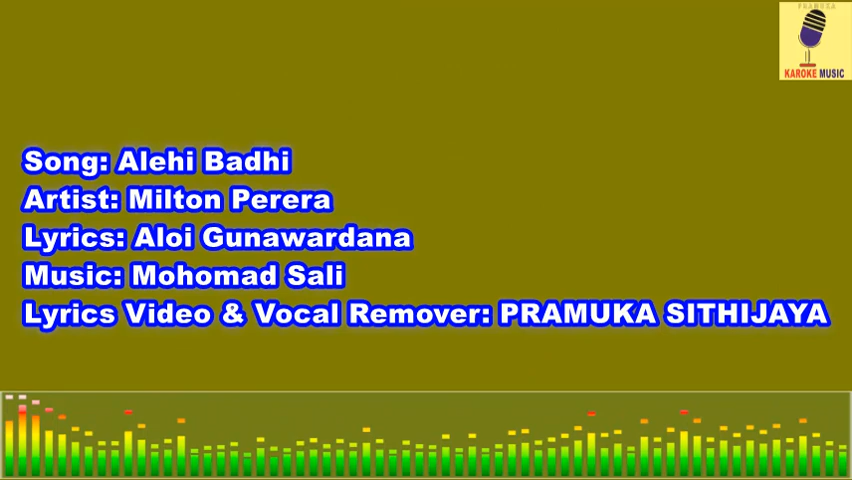 PRAMUKA
KAROKE MUSIC
Song: Alehi Badhi
Artist: Milton Perera
Lyrics: Aloi Gunawardana
Music: Mohomad Sali
Lyrics Video & Vocal Remover: PRAMUKA SITHIJAYA